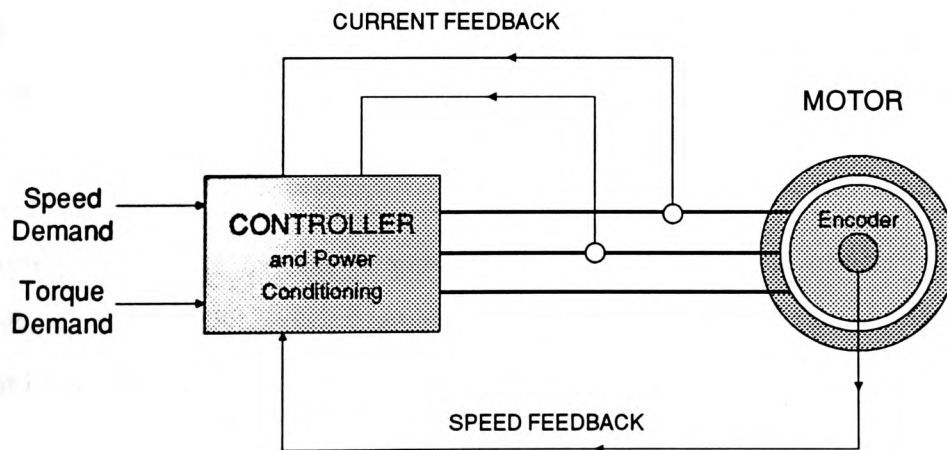 CURRENT FEEDBACK
MOTOR
Speed
Demand
Torque
Demand
CONTROLLER
and Power
Conditioning
Encoder
SPEED FEEDBACK